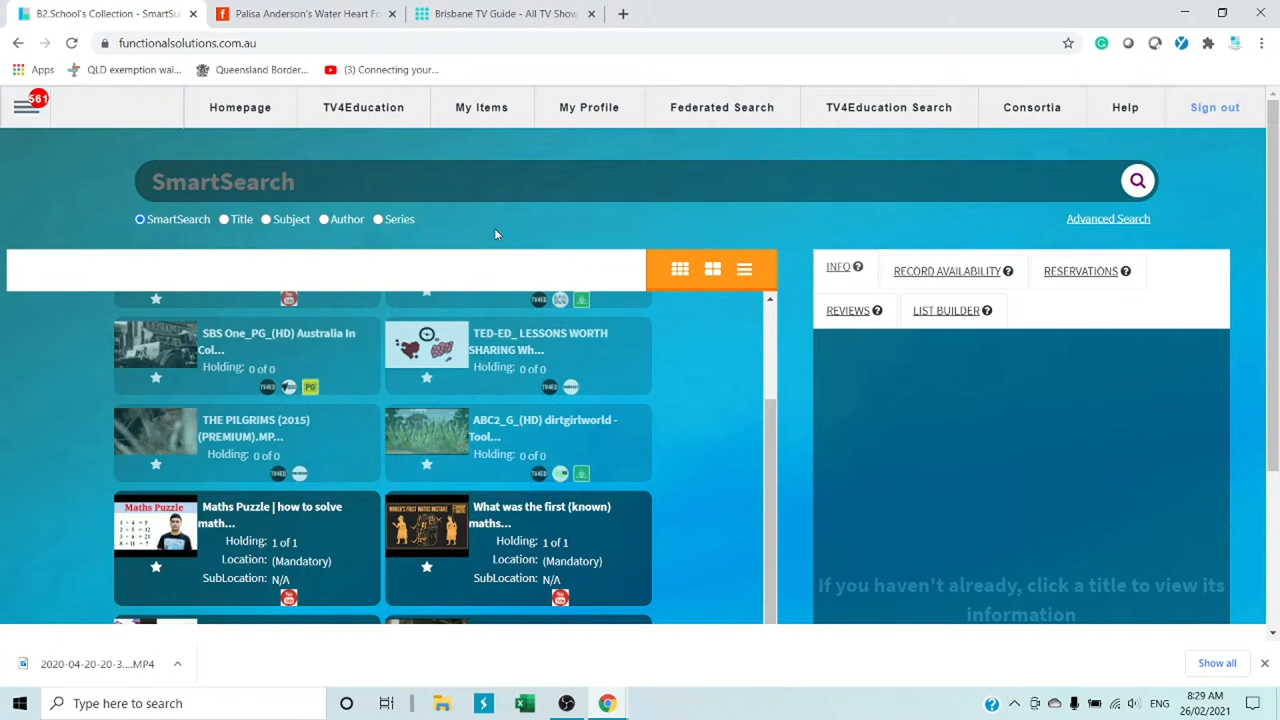 B2.School's Collection - SmartSu
Palisa Anderson's Water Heart Fo
Brisbane TV Guide - All TV Show
functionalsolutions.com.au
Apps
QLD exemption wai...
Queensland Border...
(3) Connecting your...
561
Homepage
TV4Education
My Items
My Profile
Federated Search
TV4Education Search
Consortia
Help
Sign out
SmartSearch
SmartSearch
Title
Subject
Author
Series
Advanced Search
INFO
RECORD AVAILABILITY
RESERVATIONS
REVIEWS
LIST BUILDER
SBS One_PG_(HD) Australia In
Col...
Holding: 0 of 0
PG
TED-ED_ LESSONS WORTH
SHARING Wh...
Holding: 0 of 0
THE PILGRIMS (2015)
(PREMIUM).MP...
Holding: 0 of 0
ABC2_G_(HD) dirtgirlworld -
Tool...
Holding: 0 of 0
Maths Puzzle
Maths Puzzle | how to solve
math...
Holding: 1 of 1
Location: (Mandatory)
SubLocation: N/A
WORLD'S FIRST MATHS MISTAKE
What was the first (known)
maths...
Holding: 1 of 1
Location: (Mandatory)
SubLocation: N/A
If you haven't already, click a title to view its
information
2020-04-20-20-3....MP4
Show all
Type here to search
ENG
8:29 AM
26/02/2021